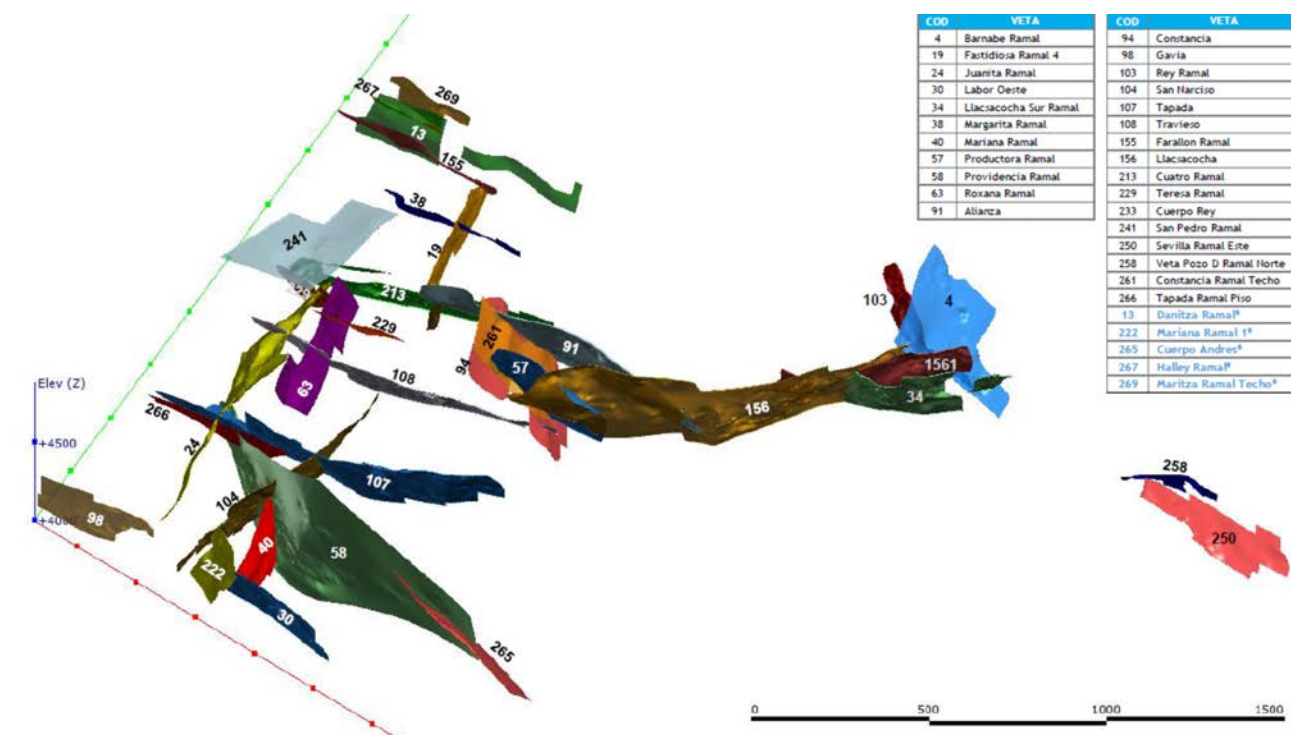 COD VETA
4 Barnabe Ramal
19 Fastidiosa Ramal 4
24 Juanita Ramal
30 Labor Oeste
34 Llacsacocha Sur Ramal
38 Margarita Ramal
40 Mariana Ramal
57 Productora Ramal
58 Providencia Ramal
63 Roxana Ramal
91 Alianza
COD VETA
94 Constancia
98 Gavia
103 Rey Ramal
104 San Narciso
107 Tapada
108 Travieso
155 Farallon Ramal
156 Llacsacocha
213 Cuatro Ramal
229 Teresa Ramal
233 Cuerpo Rey
241 San Pedro Ramal
250 Sevilla Ramal Este
258 Veta Pozo D Ramal Norte
261 Constancia Ramal Techo
266 Tapada Ramal Piso
13 Danitza Ramal*
222 Mariana Ramal 1*
265 Cuerpo Andres*
267 Halley Ramal*
269 Maritza Ramal Techo*
267
269
13
155
38
19
241
213
229
63
108
94
261
57
91
103
4
1561
34
156
Elev (Z)
+4500
+4000
266
24
107
98
104
40
222
58
30
265
258
250
0 500 1000 1500